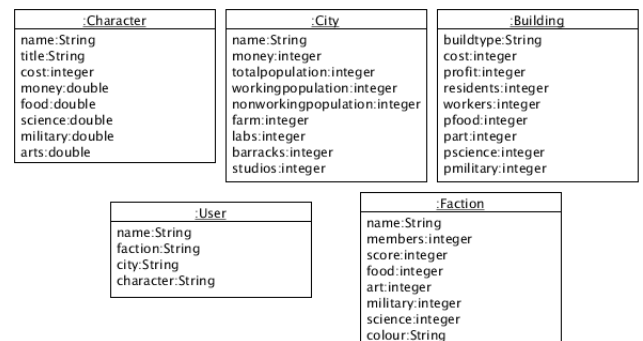 :Character
name:String
title:String
cost:integer
money:double
food:double
science:double
military:double
arts:double
:City
name:String
money:integer
totalpopulation:integer
workingpopulation:integer
nonworkingpopulation:integer
farm:integer
labs:integer
barracks:integer
studios:integer
:Building
buildtype:String
cost:integer
profit:integer
residents:integer
workers:integer
pfood:integer
part:integer
pscience:integer
pmilitary:integer
:User
name:String
faction:String
city:String
character:String
:Faction
name:String
members:integer
score:integer
food:integer
art:integer
military:integer
science:integer
colour:String